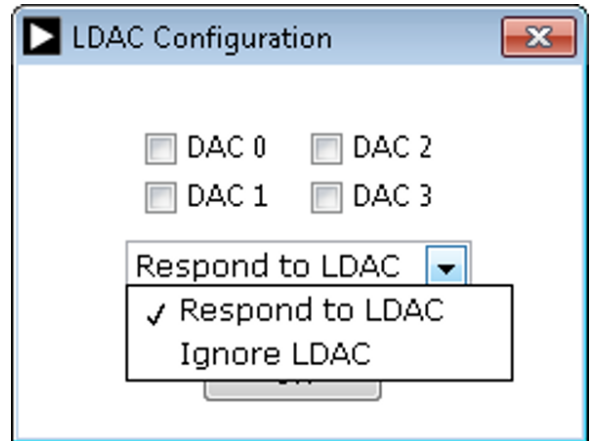 LDAC Configuration
DAC 0 DAC 2
DAC 1 DAC 3
Respond to LDAC
Respond to LDAC
Ignore LDAC